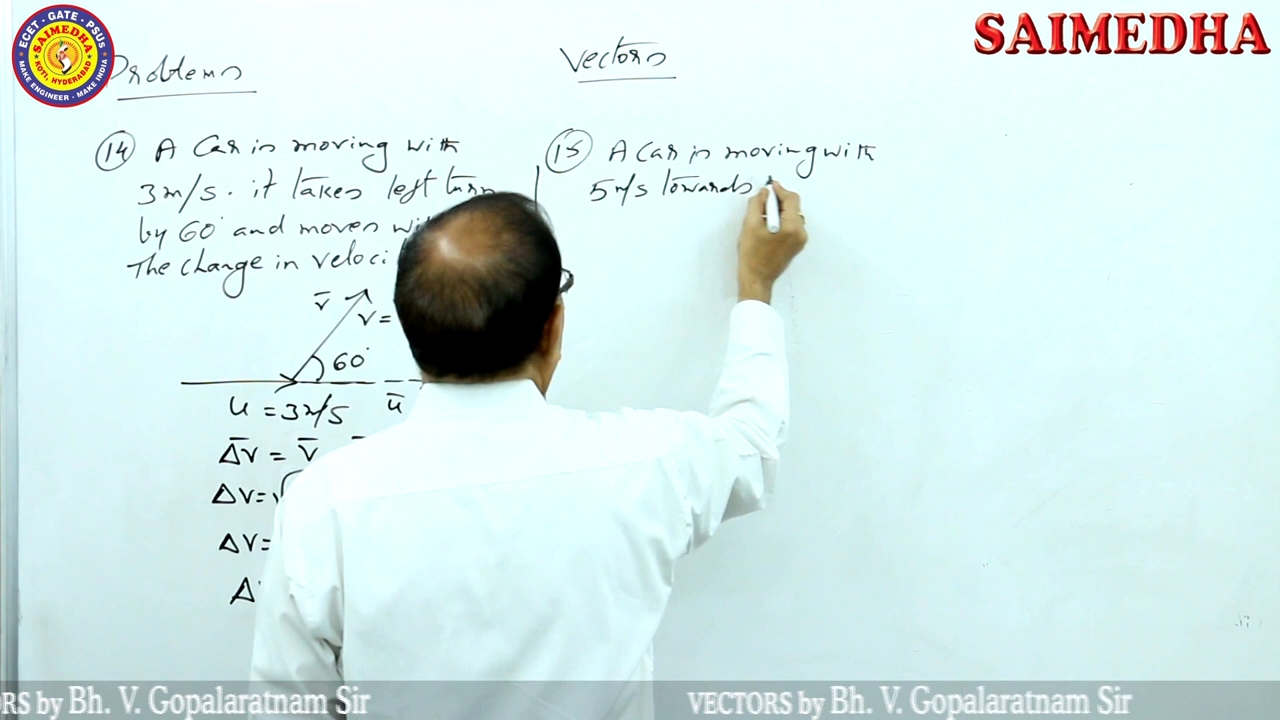 ECET - GATE - PSUs
SAIMEDHA
KOTI, HYDERABAD
MAKE ENGINEER - MAKE INDIA
SAIMEDHA
Problems
Vectors
14 A Car is moving with
3m/s. it takes left turn
by 60° and moves wi
The change in veloci
v̅
v =
60°
u = 3m/s u̅
Δ̅v̅ = v̅
Δv = √
Δv =
Δ
15 A Car is moving with
5m/s towards
RS by Bh. V. Gopalaratnam Sir
VECTORS by Bh. V. Gopalaratnam Sir